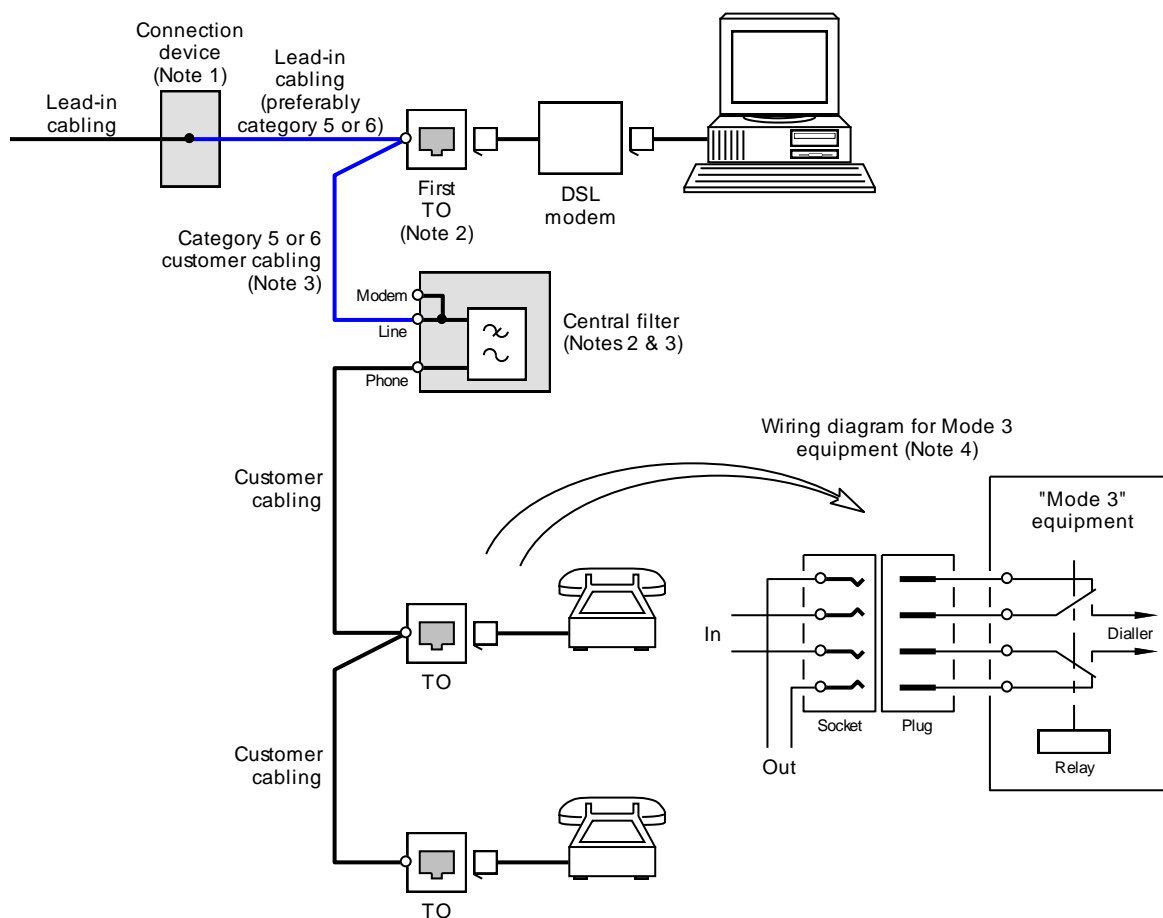 Connection
device
(Note 1)
Lead-in
cabling
Lead-in
cabling
(preferably
category 5 or 6)
First
TO
(Note 2)
DSL
modem
Category 5 or 6
customer cabling
(Note 3)
Modem
Line
Phone
Central filter
(Notes 2 & 3)
Customer
cabling
Wiring diagram for Mode 3
equipment (Note 4)
"Mode 3"
equipment
In
Out
Socket
Plug
Dialler
Relay
TO
Customer
cabling
TO